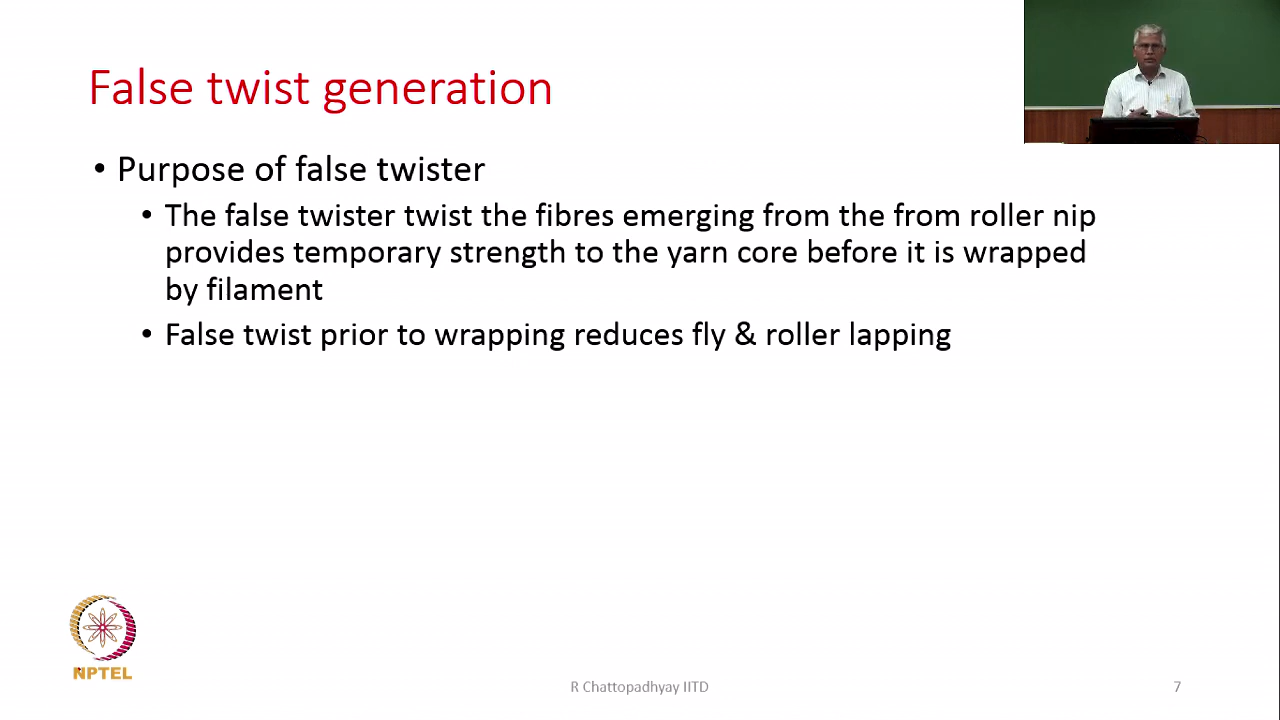 False twist generation
• Purpose of false twister
• The false twister twist the fibres emerging from the from roller nip
provides temporary strength to the yarn core before it is wrapped
by filament
• False twist prior to wrapping reduces fly & roller lapping
NPTEL
R Chattopadhyay IITD
7